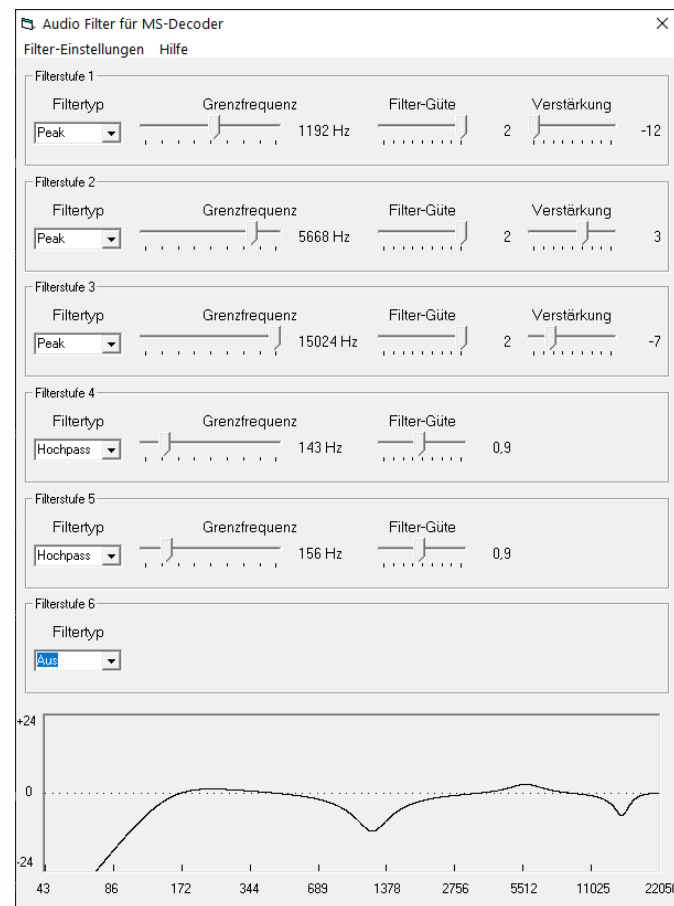 Audio Filter für MS-Decoder
Filter-Einstellungen Hilfe
Filterstufe 1
Filtertyp Grenzfrequenz Filter-Güte Verstärkung
Peak 1192 Hz 2 -12
Filterstufe 2
Filtertyp Grenzfrequenz Filter-Güte Verstärkung
Peak 5668 Hz 2 3
Filterstufe 3
Filtertyp Grenzfrequenz Filter-Güte Verstärkung
Peak 15024 Hz 2 -7
Filterstufe 4
Filtertyp Grenzfrequenz Filter-Güte
Hochpass 143 Hz 0,9
Filterstufe 5
Filtertyp Grenzfrequenz Filter-Güte
Hochpass 156 Hz 0,9
Filterstufe 6
Filtertyp
Aus
+24
0
-24
43 86 172 344 689 1378 2756 5512 11025 22050